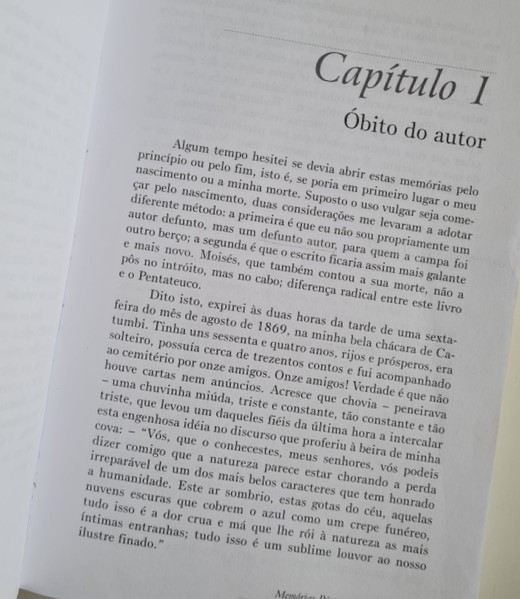 Capítulo 1
Óbito do autor
Algum tempo hesitei se devia abrir estas memórias pelo
princípio ou pelo fim, isto é, se poria em primeiro lugar o meu
nascimento ou a minha morte. Suposto o uso vulgar seja come-
çar pelo nascimento, duas considerações me levaram a adotar
diferente método: a primeira é que eu não sou propriamente um
autor defunto, mas um defunto autor, para quem a campa foi
outro berço; a segunda é que o escrito ficaria assim mais galante
e mais novo. Moisés, que também contou a sua morte, não a
pôs no intróito, mas no cabo; diferença radical entre este livro
e o Pentateuco.
Dito isto, expirei às duas horas da tarde de uma sexta-
feira do mês de agosto de 1869, na minha bela chácara de Ca-
tumbi. Tinha uns sessenta e quatro anos, rijos e prósperos, era
solteiro, possuía cerca de trezentos contos e fui acompanhado
ao cemitério por onze amigos. Onze amigos! Verdade é que não
houve cartas nem anúncios. Acresce que chovia – peneirava
– uma chuvinha miúda, triste e constante, tão constante e tão
triste, que levou um daqueles fiéis da última hora a intercalar
esta engenhosa idéia no discurso que proferiu à beira de minha
cova: – “Vós, que o conhecestes, meus senhores, vós podeis
dizer comigo que a natureza parece estar chorando a perda
irreparável de um dos mais belos caracteres que tem honrado
a humanidade. Este ar sombrio, estas gotas do céu, aquelas
nuvens escuras que cobrem o azul como um crepe funéreo,
tudo isso é a dor crua e má que lhe rói à natureza as mais
íntimas entranhas; tudo isso é um sublime louvor ao nosso
ilustre finado.”
Memórias